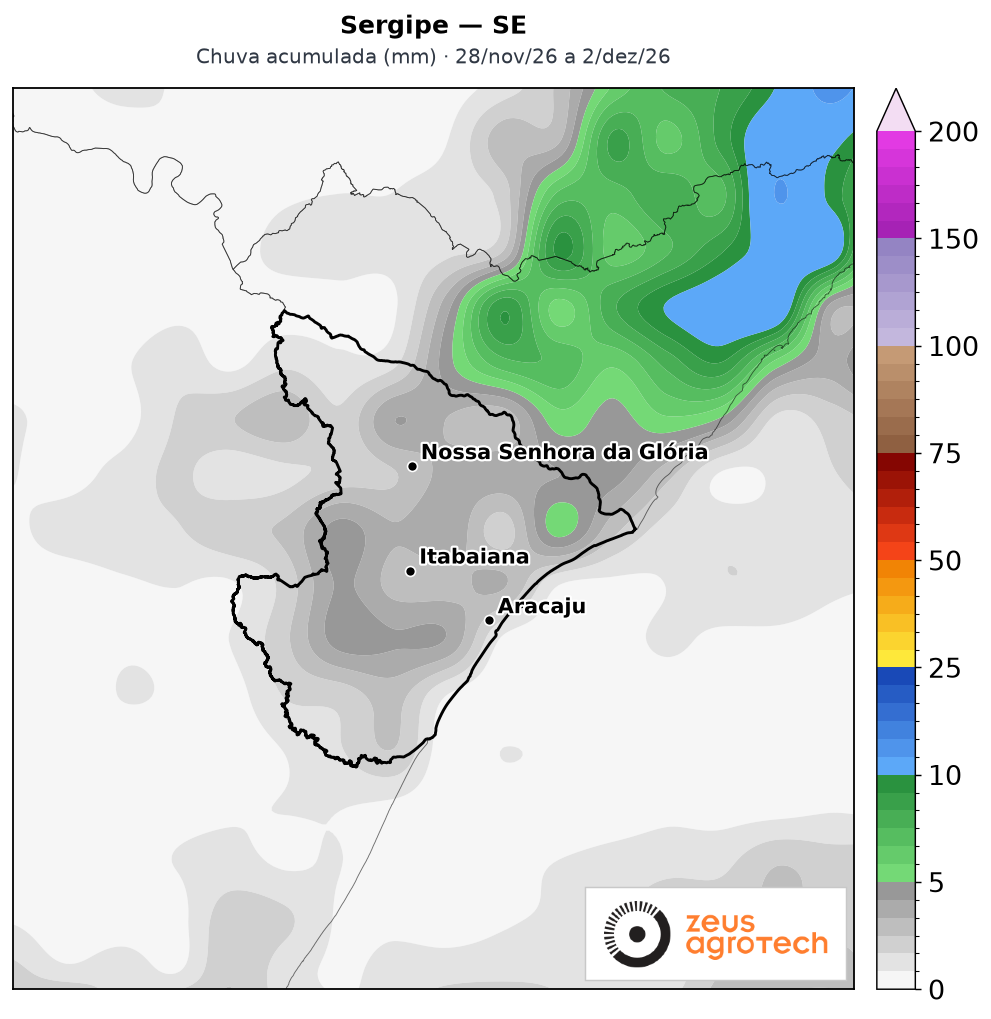 Sergipe — SE
Chuva acumulada (mm) · 28/nov/26 a 2/dez/26
200
150
100
75
50
25
10
5
0
Nossa Senhora da Glória
Itabaiana
Aracaju
zeus
agrotech